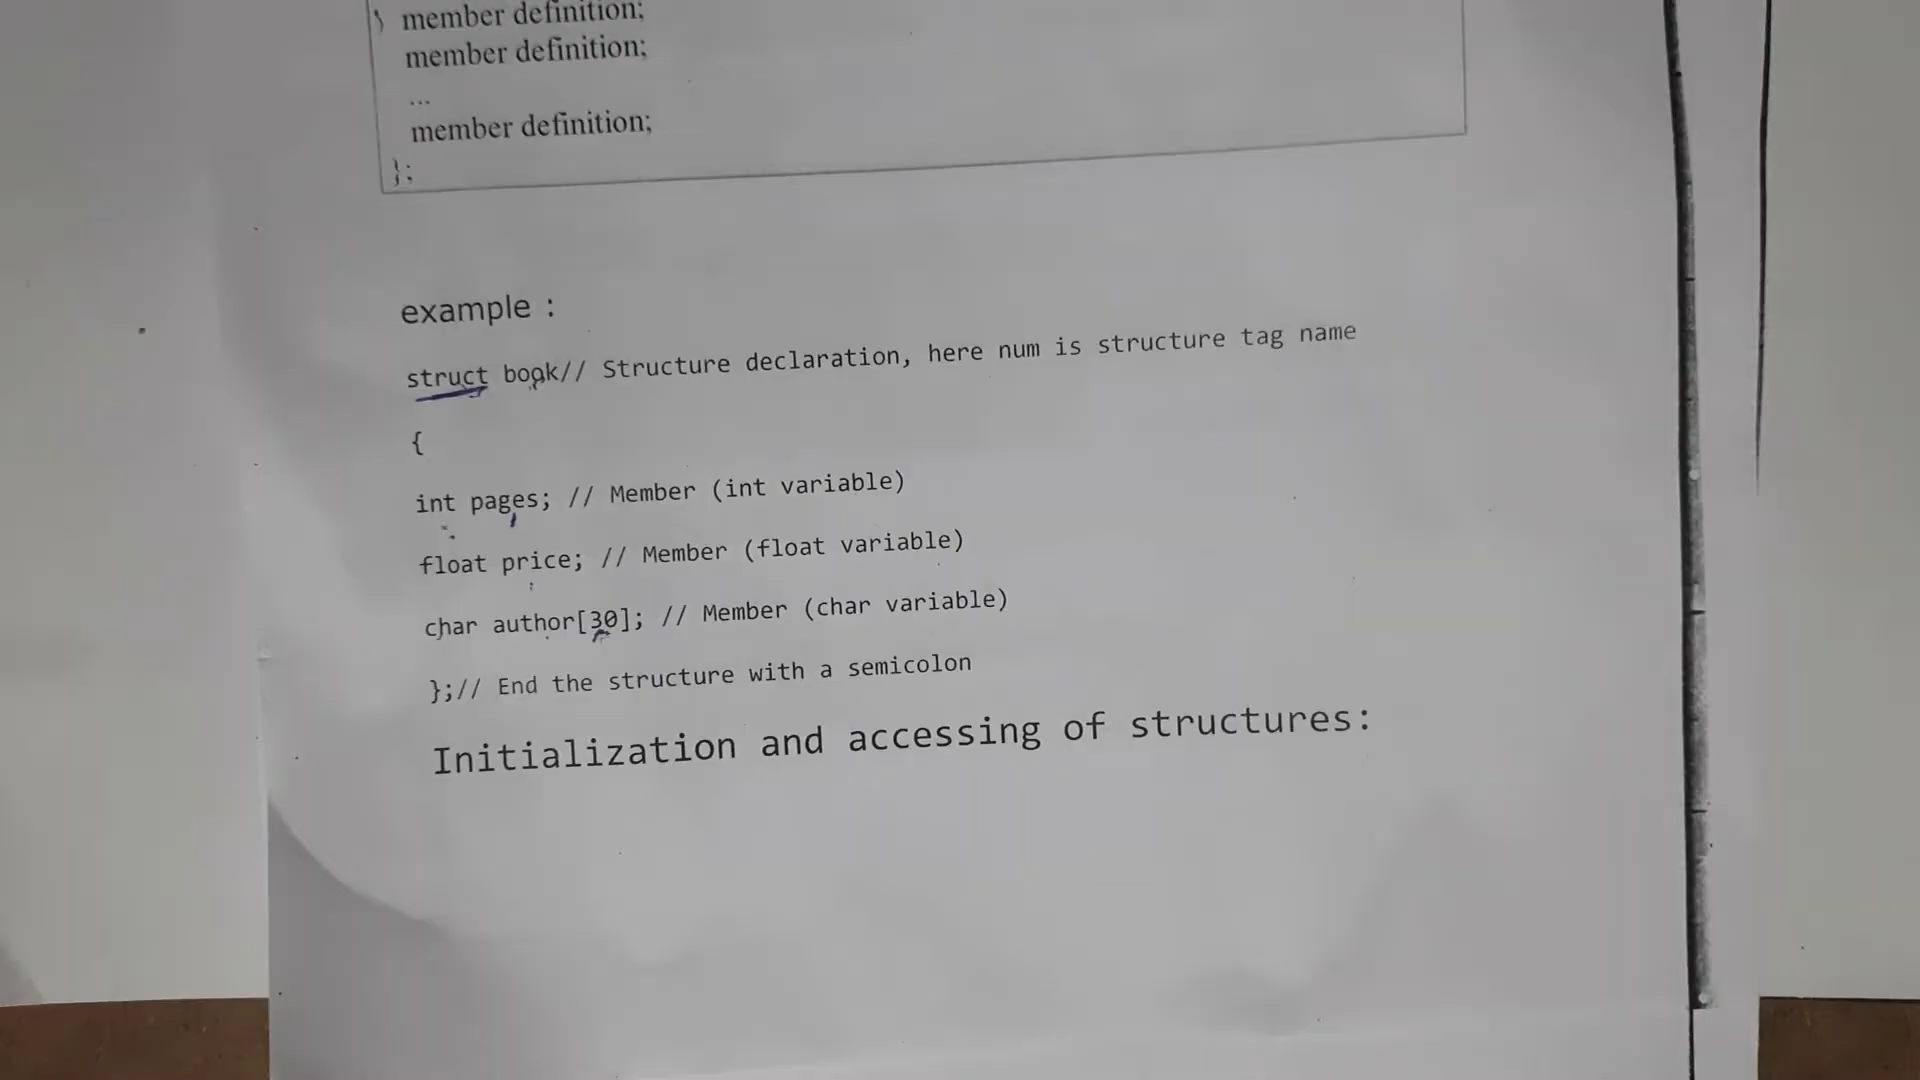 member definition;
member definition;
...
member definition;
};
example :
struct book// Structure declaration, here num is structure tag name
{
int pages; // Member (int variable)
float price; // Member (float variable)
char author[30]; // Member (char variable)
};// End the structure with a semicolon
Initialization and accessing of structures: